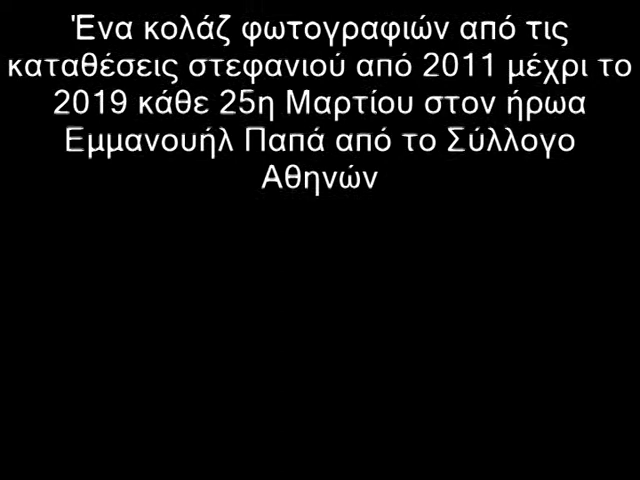 Ένα κολάζ φωτογραφιών από τις
καταθέσεις στεφανιού από 2011 μέχρι το
2019 κάθε 25η Μαρτίου στον ήρωα
Εμμανουήλ Παπά από το Σύλλογο
Αθηνών